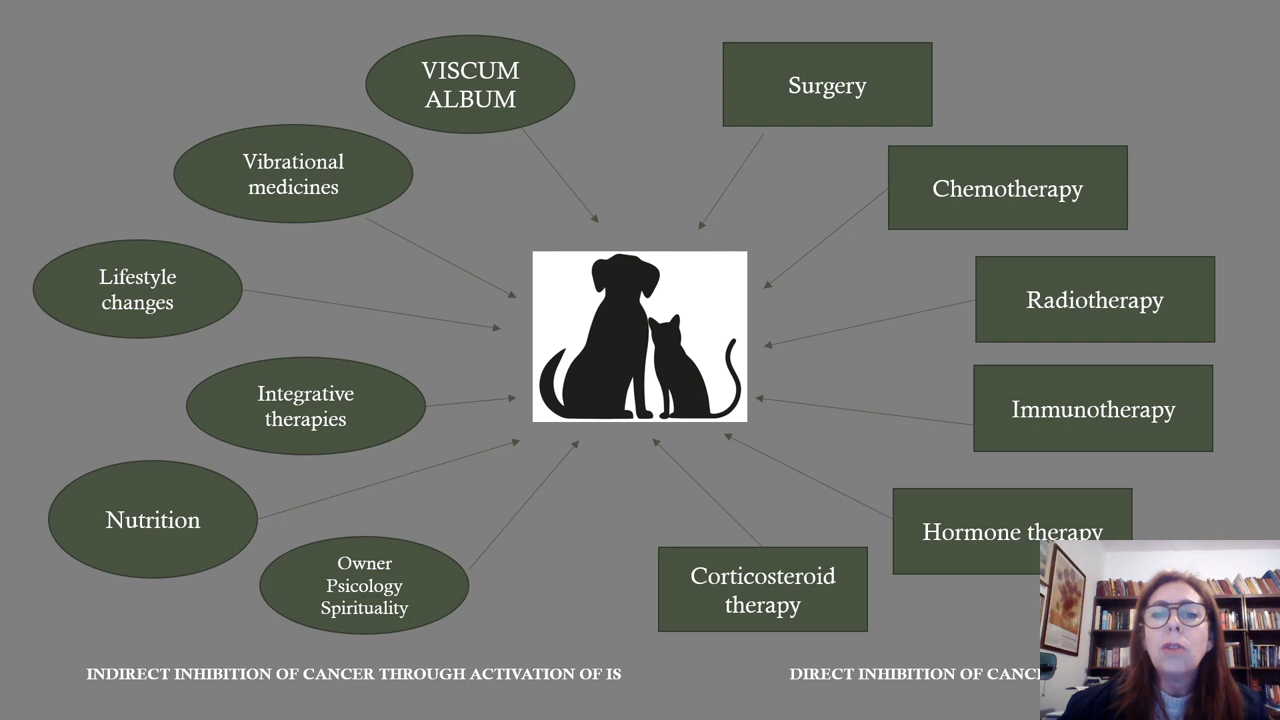 VISCUM
ALBUM
Surgery
Vibrational
medicines
Chemotherapy
Lifestyle
changes
Radiotherapy
Integrative
therapies
Immunotherapy
Nutrition
Hormone therapy
Owner
Psicology
Spirituality
Corticosteroid
therapy
INDIRECT INHIBITION OF CANCER THROUGH ACTIVATION OF IS
DIRECT INHIBITION OF